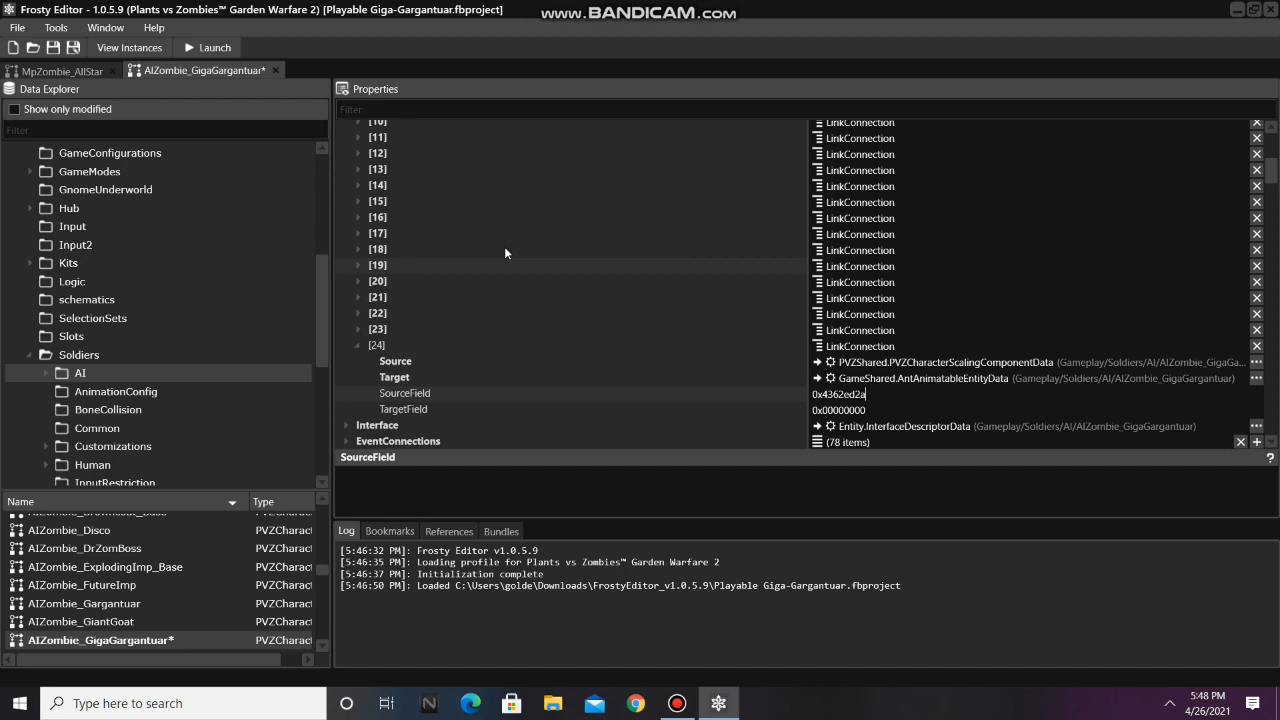 Frosty Editor - 1.0.5.9 (Plants vs Zombies™ Garden Warfare 2) [Playable Giga-Gargantuar.fbproject]
www.BANDICAM.com
File Tools Window Help
View Instances Launch
MpZombie_AllStar AIZombie_GigaGargantuar*
Data Explorer
Show only modified
Filter
GameConfigurations
GameModes
GnomeUnderworld
Hub
Input
Input2
Kits
Logic
schematics
SelectionSets
Slots
Soldiers
AI
AnimationConfig
BoneCollision
Common
Customizations
Human
InputRestriction
Name Type
AIZombie_Browncoat_Base PVZCharact
AIZombie_Disco PVZCharact
AIZombie_DrZomBoss PVZCharact
AIZombie_ExplodingImp_Base PVZCharact
AIZombie_FutureImp PVZCharact
AIZombie_Gargantuar PVZCharact
AIZombie_GiantGoat PVZCharact
AIZombie_GigaGargantuar* PVZCharact
Properties
Filter
[10] LinkConnection
[11] LinkConnection
[12] LinkConnection
[13] LinkConnection
[14] LinkConnection
[15] LinkConnection
[16] LinkConnection
[17] LinkConnection
[18] LinkConnection
[19] LinkConnection
[20] LinkConnection
[21] LinkConnection
[22] LinkConnection
[23] LinkConnection
[24] LinkConnection
Source PVZShared.PVZCharacterScalingComponentData (Gameplay/Soldiers/AI/AIZombie_GigaGa...
Target GameShared.AntAnimatableEntityData (Gameplay/Soldiers/AI/AIZombie_GigaGargantuar)
SourceField 0x4362ed2a
TargetField 0x00000000
Interface Entity.InterfaceDescriptorData (Gameplay/Soldiers/AI/AIZombie_GigaGargantuar)
EventConnections (78 items)
SourceField
Log Bookmarks References Bundles
[5:46:32 PM]: Frosty Editor v1.0.5.9
[5:46:35 PM]: Loading profile for Plants vs Zombies™ Garden Warfare 2
[5:46:37 PM]: Initialization complete
[5:46:50 PM]: Loaded C:\Users\golde\Downloads\FrostyEditor_v1.0.5.9\Playable Giga-Gargantuar.fbproject
Type here to search
5:48 PM
4/26/2021